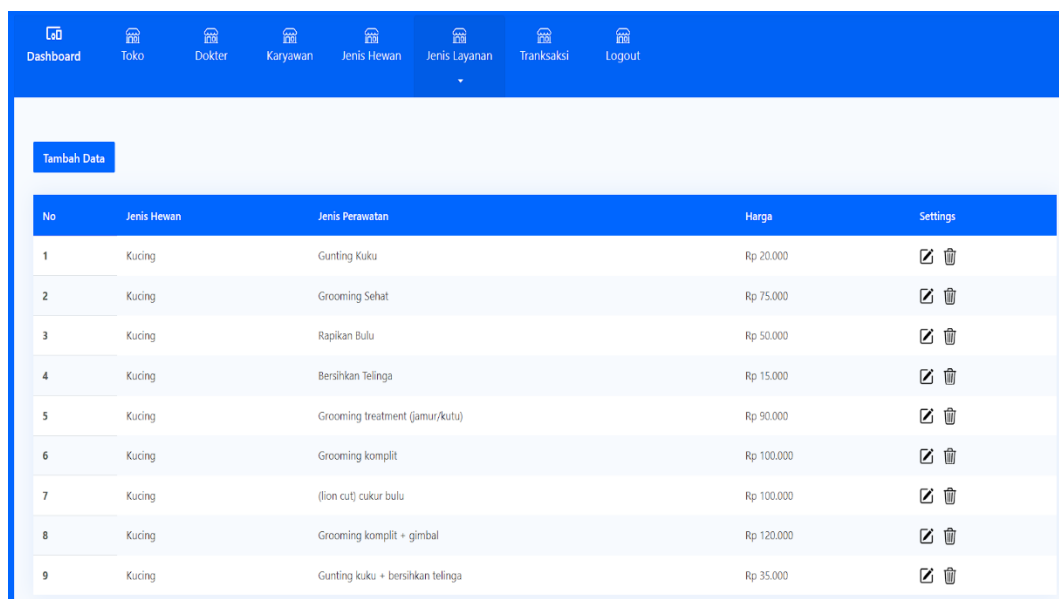 Dashboard Toko Dokter Karyawan Jenis Hewan Jenis Layanan Tranksaksi Logout
Tambah Data
No Jenis Hewan Jenis Perawatan Harga Settings
1 Kucing Gunting Kuku Rp 20.000
2 Kucing Grooming Sehat Rp 75.000
3 Kucing Rapikan Bulu Rp 50.000
4 Kucing Bersihkan Telinga Rp 15.000
5 Kucing Grooming treatment (jamur/kutu) Rp 90.000
6 Kucing Grooming komplit Rp 100.000
7 Kucing (lion cut) cukur bulu Rp 100.000
8 Kucing Grooming komplit + gimbal Rp 120.000
9 Kucing Gunting kuku + bersihkan telinga Rp 35.000